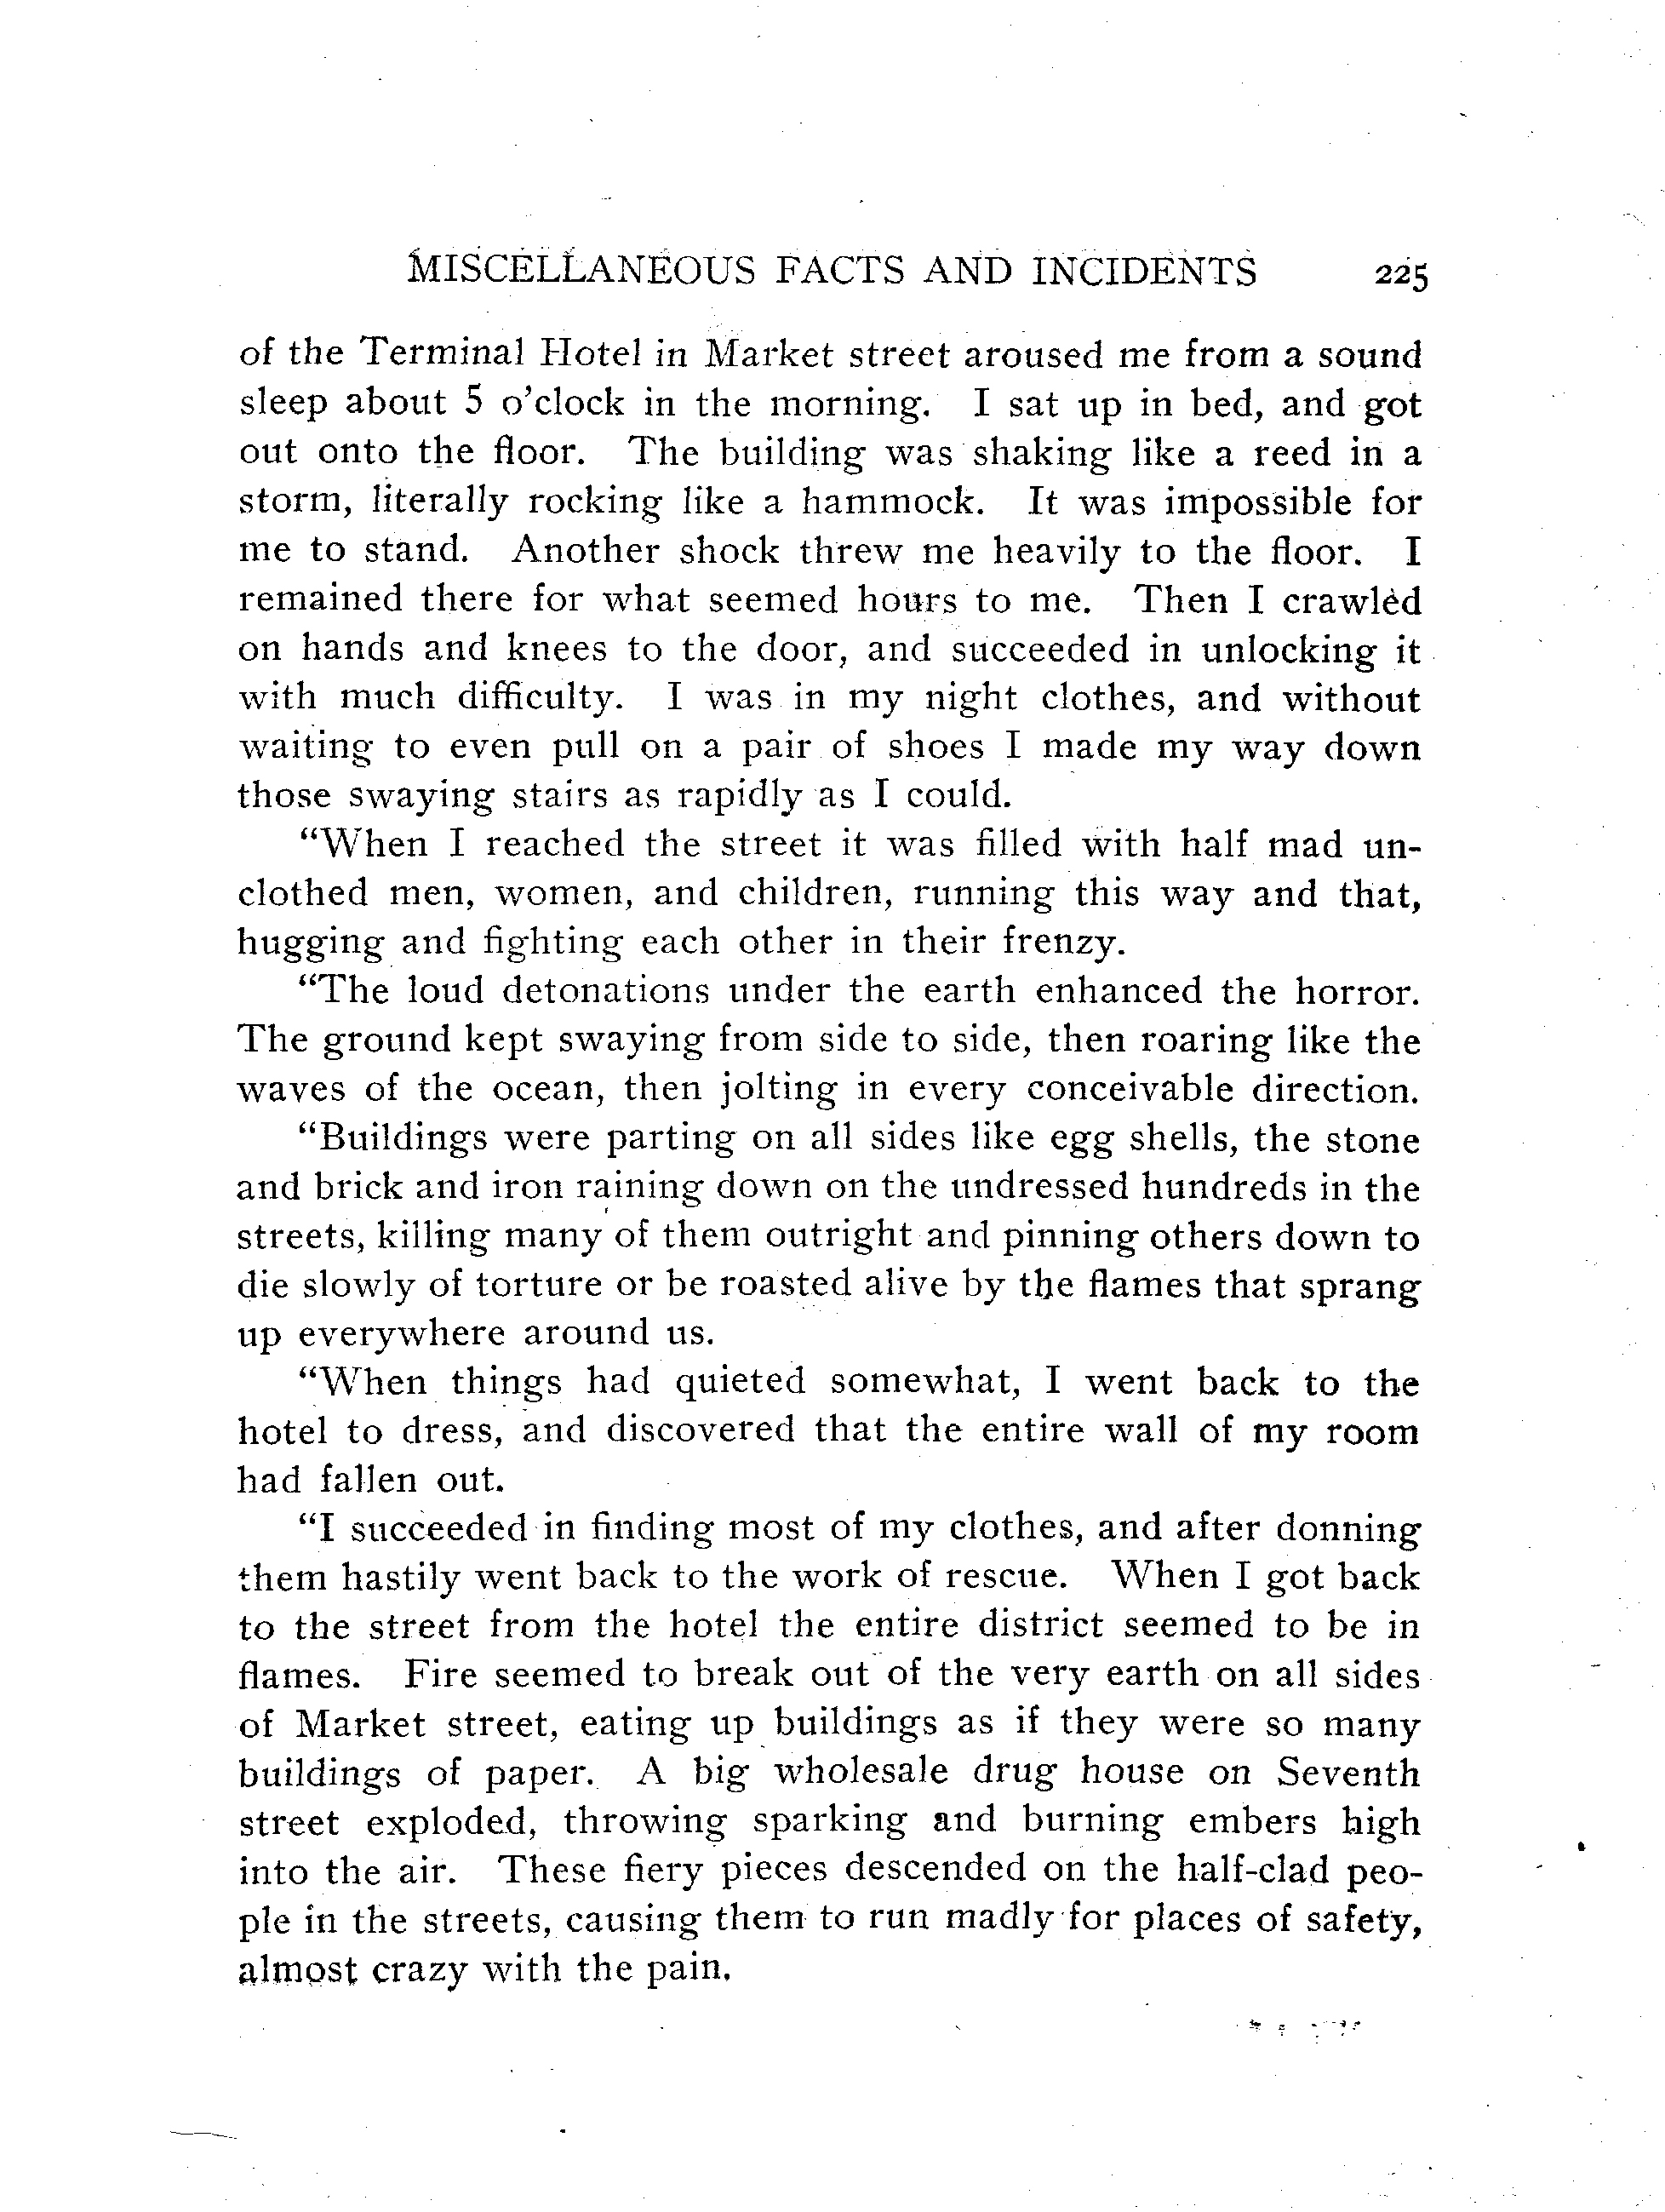 MISCELLANEOUS FACTS AND INCIDENTS 225
of the Terminal Hotel in Market street aroused me from a sound
sleep about 5 o'clock in the morning. I sat up in bed, and got
out onto the floor. The building was shaking like a reed in a
storm, literally rocking like a hammock. It was impossible for
me to stand. Another shock threw me heavily to the floor. I
remained there for what seemed hours to me. Then I crawled
on hands and knees to the door, and succeeded in unlocking it
with much difficulty. I was in my night clothes, and without
waiting to even pull on a pair of shoes I made my way down
those swaying stairs as rapidly as I could.
“When I reached the street it was filled with half mad un-
clothed men, women, and children, running this way and that,
hugging and fighting each other in their frenzy.
“The loud detonations under the earth enhanced the horror.
The ground kept swaying from side to side, then roaring like the
waves of the ocean, then jolting in every conceivable direction.
“Buildings were parting on all sides like egg shells, the stone
and brick and iron raining down on the undressed hundreds in the
streets, killing many of them outright and pinning others down to
die slowly of torture or be roasted alive by the flames that sprang
up everywhere around us.
“When things had quieted somewhat, I went back to the
hotel to dress, and discovered that the entire wall of my room
had fallen out.
“I succeeded in finding most of my clothes, and after donning
them hastily went back to the work of rescue. When I got back
to the street from the hotel the entire district seemed to be in
flames. Fire seemed to break out of the very earth on all sides
of Market street, eating up buildings as if they were so many
buildings of paper. A big wholesale drug house on Seventh
street exploded, throwing sparking and burning embers high
into the air. These fiery pieces descended on the half-clad peo-
ple in the streets, causing them to run madly for places of safety,
almost crazy with the pain.